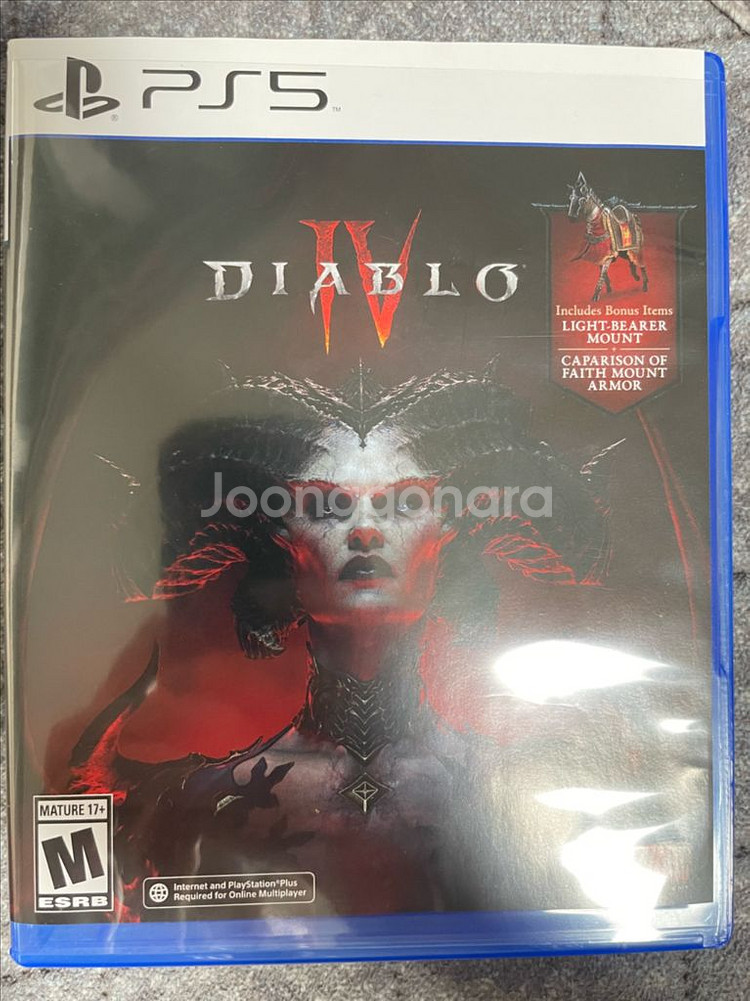 PS5
DIABLO
IV
Includes Bonus Items
LIGHT-BEARER
MOUNT
CAPARISON OF
FAITH MOUNT
ARMOR
Joonggonara
MATURE 17+
M
ESRB
Internet and PlayStation®Plus
Required for Online Multiplayer